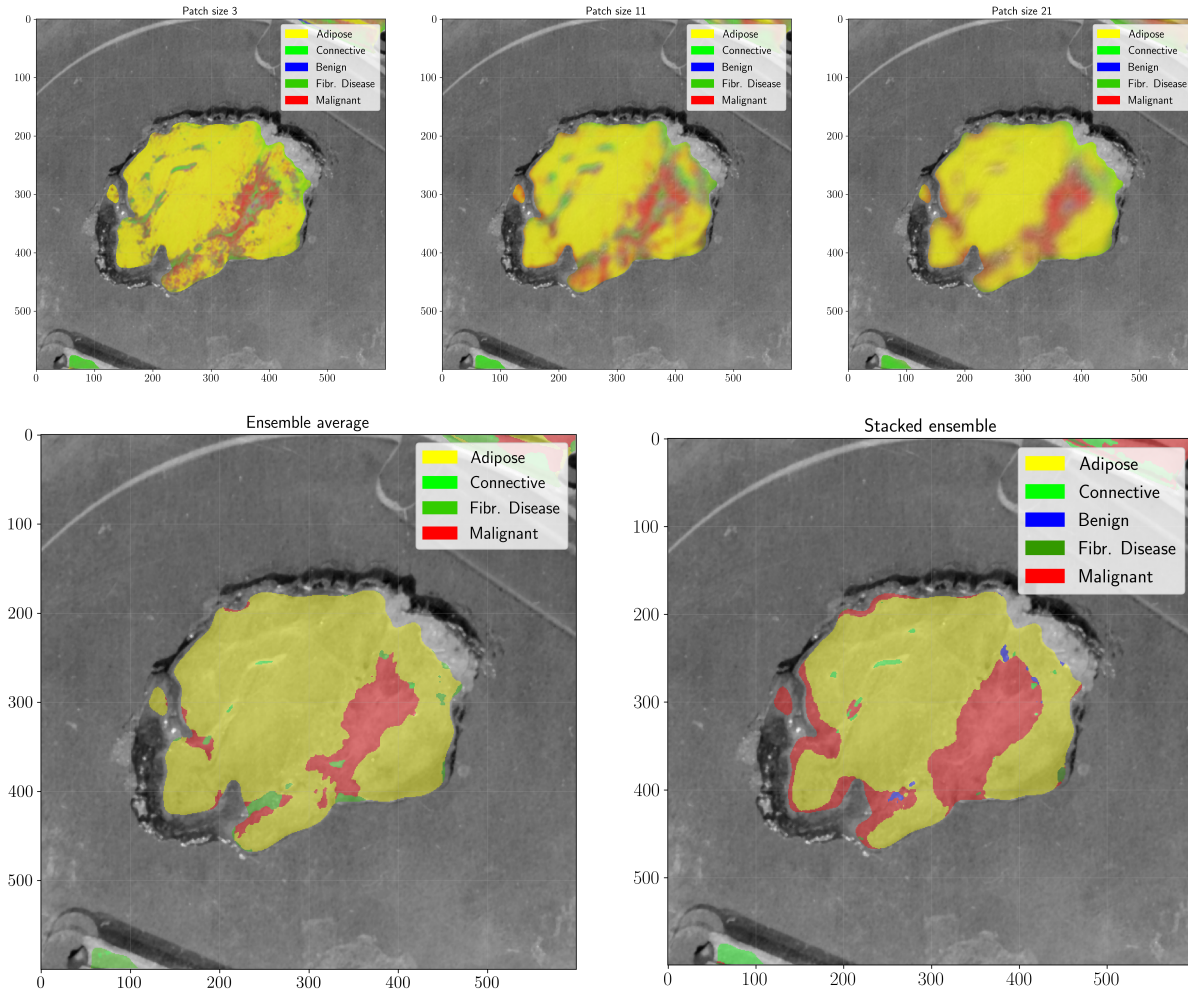 Patch size 3
0
100
200
300
400
500
0
100
200
300
400
500
Adipose
Connective
Benign
Fibr. Disease
Malignant
Patch size 11
0
100
200
300
400
500
0
100
200
300
400
500
Adipose
Connective
Benign
Fibr. Disease
Malignant
Patch size 21
0
100
200
300
400
500
0
100
200
300
400
500
Adipose
Connective
Benign
Fibr. Disease
Malignant
Ensemble average
0
100
200
300
400
500
0
100
200
300
400
500
Adipose
Connective
Fibr. Disease
Malignant
Stacked ensemble
0
100
200
300
400
500
0
100
200
300
400
500
Adipose
Connective
Benign
Fibr. Disease
Malignant